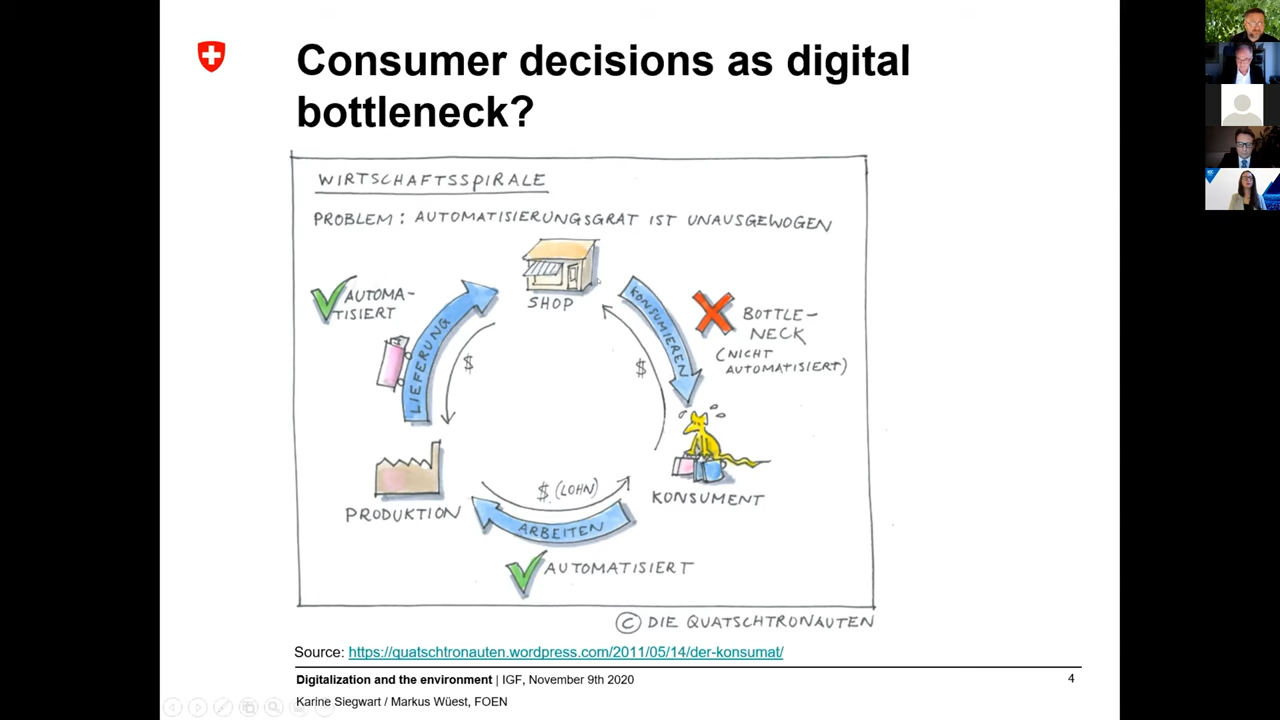 Consumer decisions as digital
bottleneck?
WIRTSCHAFTSSPIRALE
PROBLEM: AUTOMATISIERUNGSGRAT IST UNAUSGEWOGEN
AUTOMA-
TISIERT
SHOP
LIEFERUNG
$
KONSUMIEREN
$
BOTTLE-
NECK
(NICHT
AUTOMATISIERT)
PRODUKTION
$ (LOHN)
KONSUMENT
ARBEITEN
AUTOMATISIERT
© DIE QUATSCHTRONAUTEN
Source: https://quatschtronauten.wordpress.com/2011/05/14/der-konsumat/
Digitalization and the environment | IGF, November 9th 2020
4
Karine Siegwart / Markus Wüest, FOEN